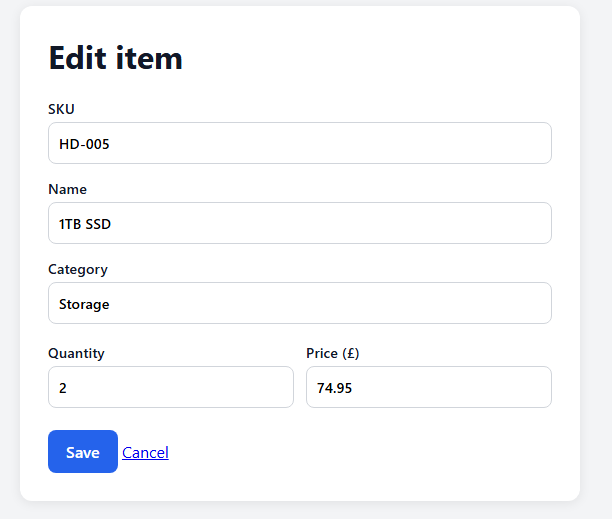 Edit item
SKU
HD-005
Name
1TB SSD
Category
Storage
Quantity Price (£)
2 74.95
Save Cancel